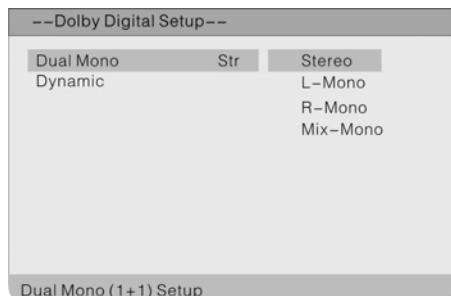 --Dolby Digital Setup--
Dual Mono Str Stereo
Dynamic L-Mono
R-Mono
Mix-Mono
Dual Mono (1+1) Setup